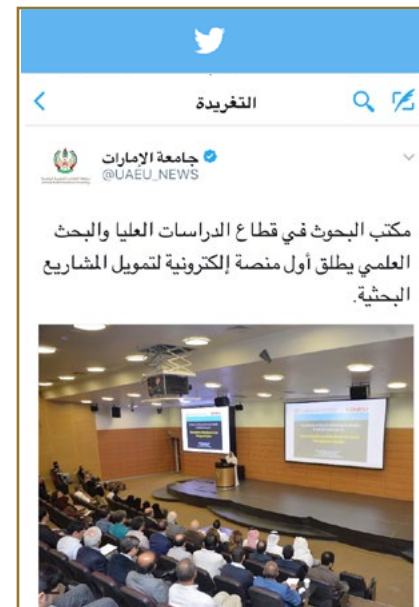 التغريدة
جامعة الإمارات
@UAEU_NEWS
مكتب البحوث في قطاع الدراسات العليا والبحث
العلمي يطلق أول منصة إلكترونية لتمويل المشاريع
البحثية.